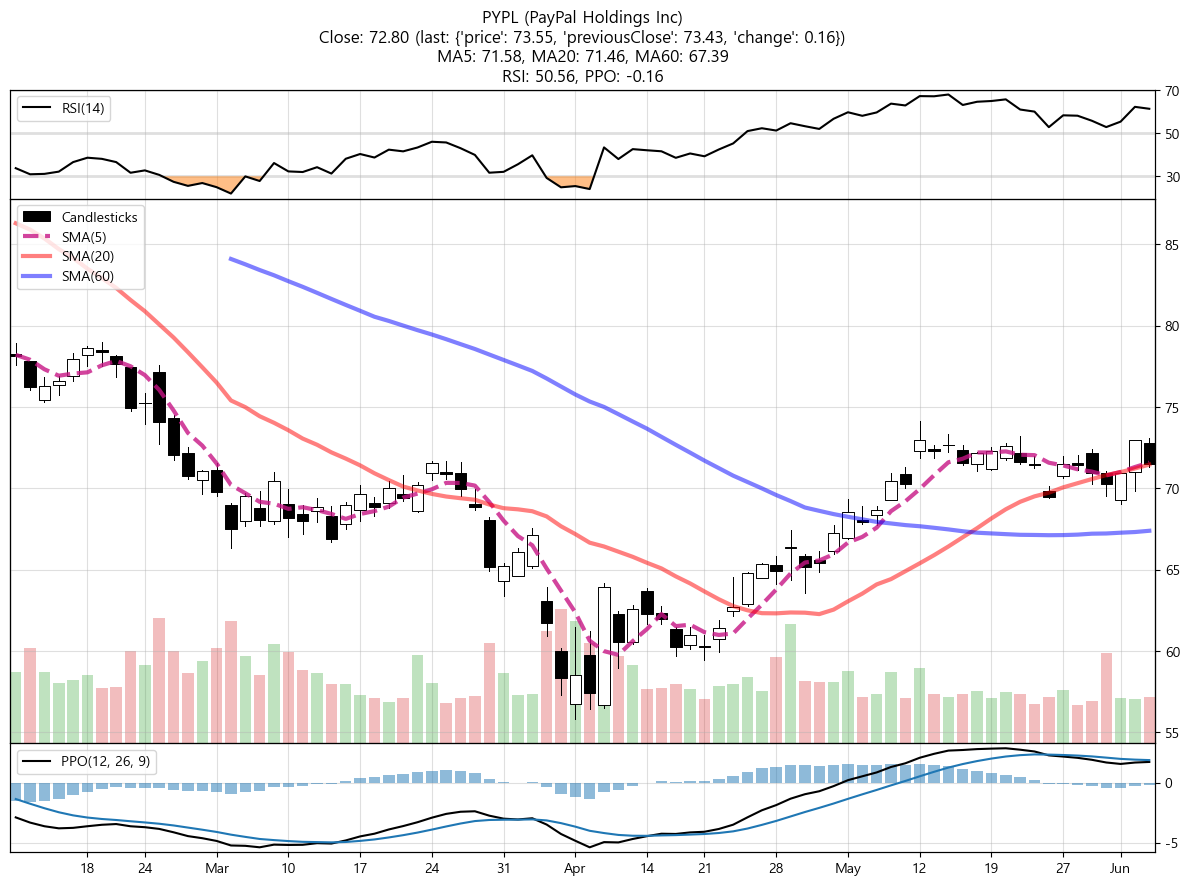 PYPL (PayPal Holdings Inc)
Close: 72.80 (last: {'price': 73.55, 'previousClose': 73.43, 'change': 0.16})
MA5: 71.58, MA20: 71.46, MA60: 67.39
RSI: 50.56, PPO: -0.16
RSI(14)
70
50
30
Candlesticks
SMA(5)
SMA(20)
SMA(60)
85
80
75
70
65
60
55
PPO(12, 26, 9)
0
-5
18 24 Mar 10 17 24 31 Apr 14 21 28 May 12 19 27 Jun